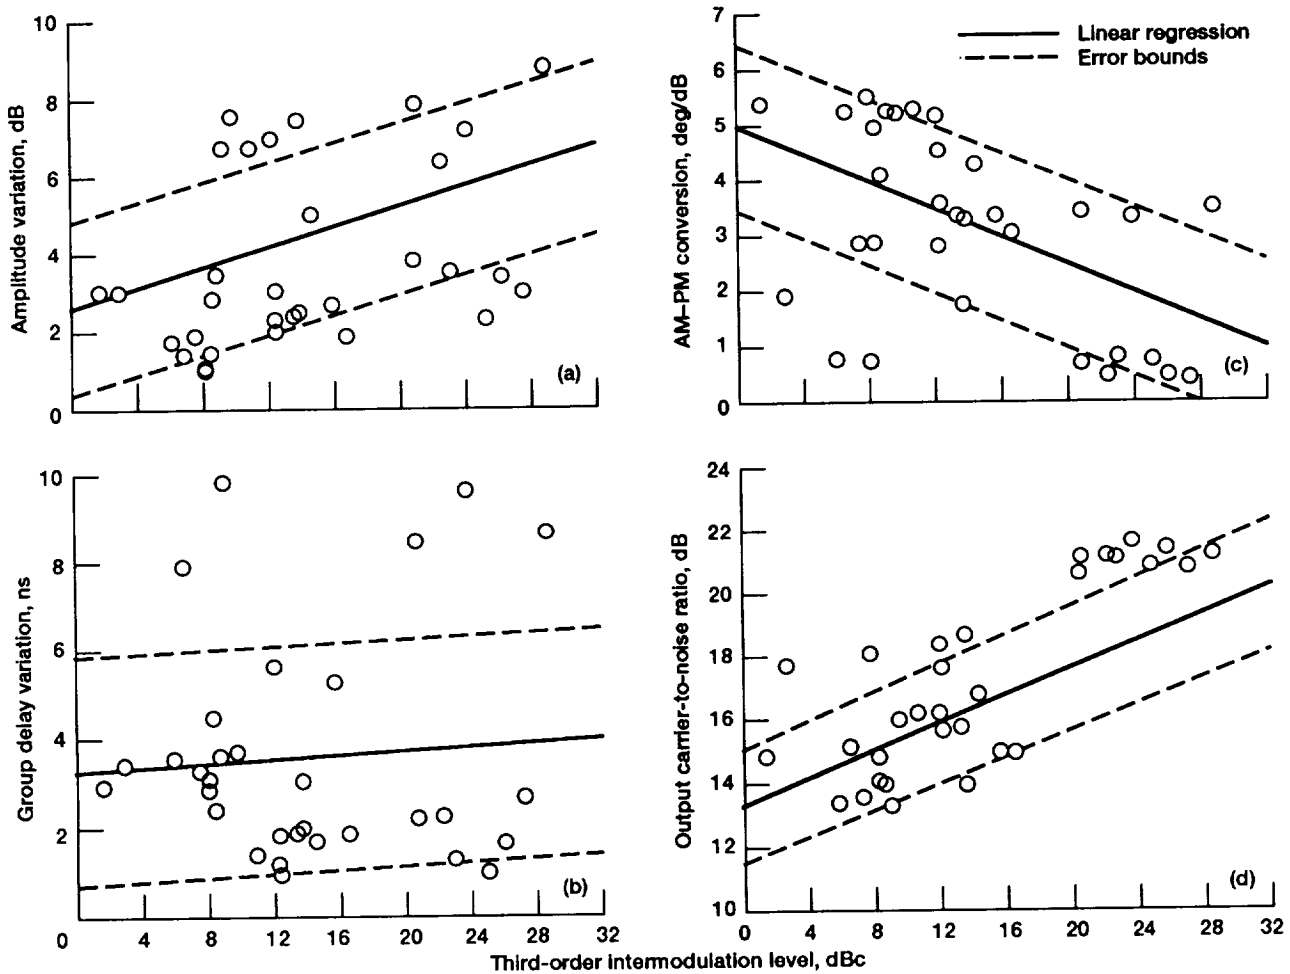 10
8
6
4
2
0
Amplitude variation, dB
(a)
7
6
5
4
3
2
1
0
AM–PM conversion, deg/dB
Linear regression
Error bounds
(c)
10
8
6
4
2
0 4 8 12 16 20 24 28 32
Group delay variation, ns
(b)
24
22
20
18
16
14
12
10
0 4 8 12 16 20 24 28 32
Output carrier-to-noise ratio, dB
(d)
Third-order intermodulation level, dBc